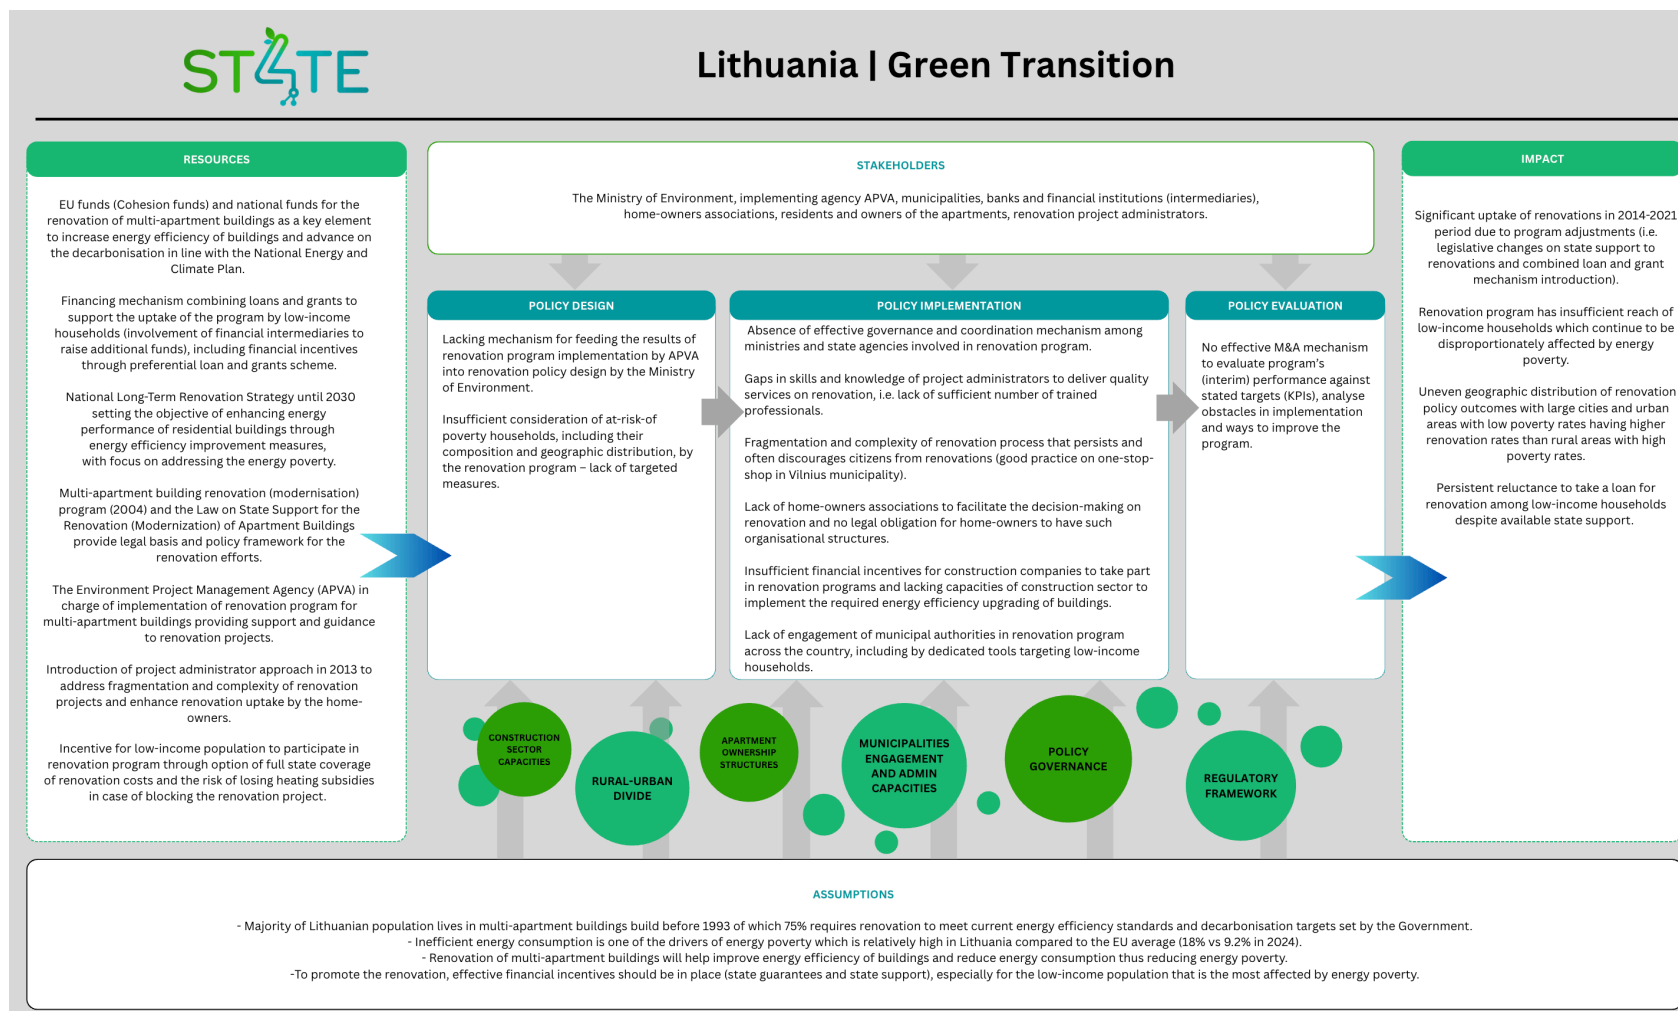 ST4TE
Lithuania | Green Transition
RESOURCES
EU funds (Cohesion funds) and national funds for the
renovation of multi-apartment buildings as a key element
to increase energy efficiency of buildings and advance on
the decarbonisation in line with the National Energy and
Climate Plan.
Financing mechanism combining loans and grants to
support the uptake of the program by low-income
households (involvement of financial intermediaries to
raise additional funds), including financial incentives
through preferential loan and grants scheme.
National Long-Term Renovation Strategy until 2030
setting the objective of enhancing energy
performance of residential buildings through
energy efficiency improvement measures,
with focus on addressing the energy poverty.
Multi-apartment building renovation (modernisation)
program (2004) and the Law on State Support for the
Renovation (Modernization) of Apartment Buildings
provide legal basis and policy framework for the
renovation efforts.
The Environment Project Management Agency (APVA) in
charge of implementation of renovation program for
multi-apartment buildings providing support and guidance
to renovation projects.
Introduction of project administrator approach in 2013 to
address fragmentation and complexity of renovation
projects and enhance renovation uptake by the home-
owners.
Incentive for low-income population to participate in
renovation program through option of full state coverage
of renovation costs and the risk of losing heating subsidies
in case of blocking the renovation project.
STAKEHOLDERS
The Ministry of Environment, implementing agency APVA, municipalities, banks and financial institutions (intermediaries),
home-owners associations, residents and owners of the apartments, renovation project administrators.
POLICY DESIGN
Lacking mechanism for feeding the results of
renovation program implementation by APVA
into renovation policy design by the Ministry
of Environment.
Insufficient consideration of at-risk-of
poverty households, including their
composition and geographic distribution, by
the renovation program – lack of targeted
measures.
POLICY IMPLEMENTATION
Absence of effective governance and coordination mechanism among
ministries and state agencies involved in renovation program.
Gaps in skills and knowledge of project administrators to deliver quality
services on renovation, i.e. lack of sufficient number of trained
professionals.
Fragmentation and complexity of renovation process that persists and
often discourages citizens from renovations (good practice on one-stop-
shop in Vilnius municipality).
Lack of home-owners associations to facilitate the decision-making on
renovation and no legal obligation for home-owners to have such
organisational structures.
Insufficient financial incentives for construction companies to take part
in renovation programs and lacking capacities of construction sector to
implement the required energy efficiency upgrading of buildings.
Lack of engagement of municipal authorities in renovation program
across the country, including by dedicated tools targeting low-income
households.
POLICY EVALUATION
No effective M&A mechanism
to evaluate program's
(interim) performance against
stated targets (KPIs), analyse
obstacles in implementation
and ways to improve the
program.
IMPACT
Significant uptake of renovations in 2014-2021
period due to program adjustments (i.e.
legislative changes on state support to
renovations and combined loan and grant
mechanism introduction).
Renovation program has insufficient reach of
low-income households which continue to be
disproportionately affected by energy
poverty.
Uneven geographic distribution of renovation
policy outcomes with large cities and urban
areas with low poverty rates having higher
renovation rates than rural areas with high
poverty rates.
Persistent reluctance to take a loan for
renovation among low-income households
despite available state support.
CONSTRUCTION
SECTOR
CAPACITIES
RURAL-URBAN
DIVIDE
APARTMENT
OWNERSHIP
STRUCTURES
MUNICIPALITIES
ENGAGEMENT
AND ADMIN
CAPACITIES
POLICY
GOVERNANCE
REGULATORY
FRAMEWORK
ASSUMPTIONS
- Majority of Lithuanian population lives in multi-apartment buildings build before 1993 of which 75% requires renovation to meet current energy efficiency standards and decarbonisation targets set by the Government.
- Inefficient energy consumption is one of the drivers of energy poverty which is relatively high in Lithuania compared to the EU average (18% vs 9.2% in 2024).
- Renovation of multi-apartment buildings will help improve energy efficiency of buildings and reduce energy consumption thus reducing energy poverty.
-To promote the renovation, effective financial incentives should be in place (state guarantees and state support), especially for the low-income population that is the most affected by energy poverty.